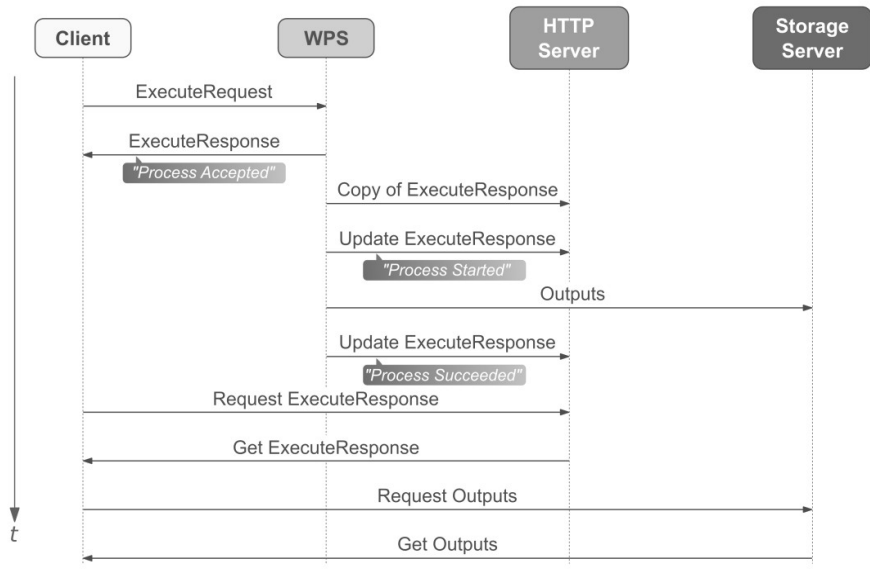 Client
WPS
HTTP
Server
Storage
Server
ExecuteRequest
ExecuteResponse
"Process Accepted"
Copy of ExecuteResponse
Update ExecuteResponse
"Process Started"
Outputs
Update ExecuteResponse
"Process Succeeded"
Request ExecuteResponse
Get ExecuteResponse
Request Outputs
t
Get Outputs